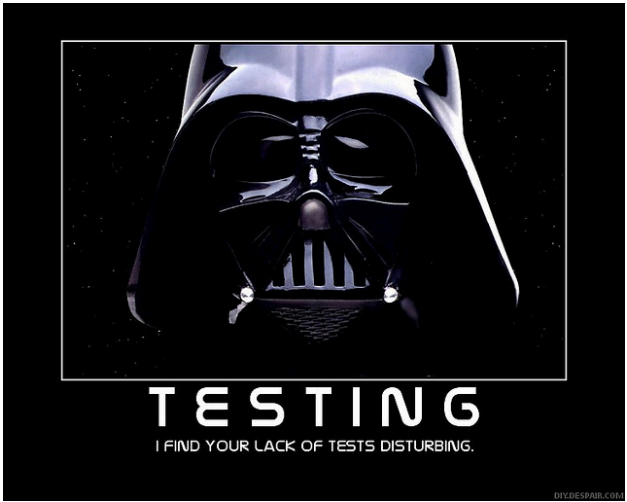 TESTING
I FIND YOUR LACK OF TESTS DISTURBING.
DIY.DESPAIR.COM